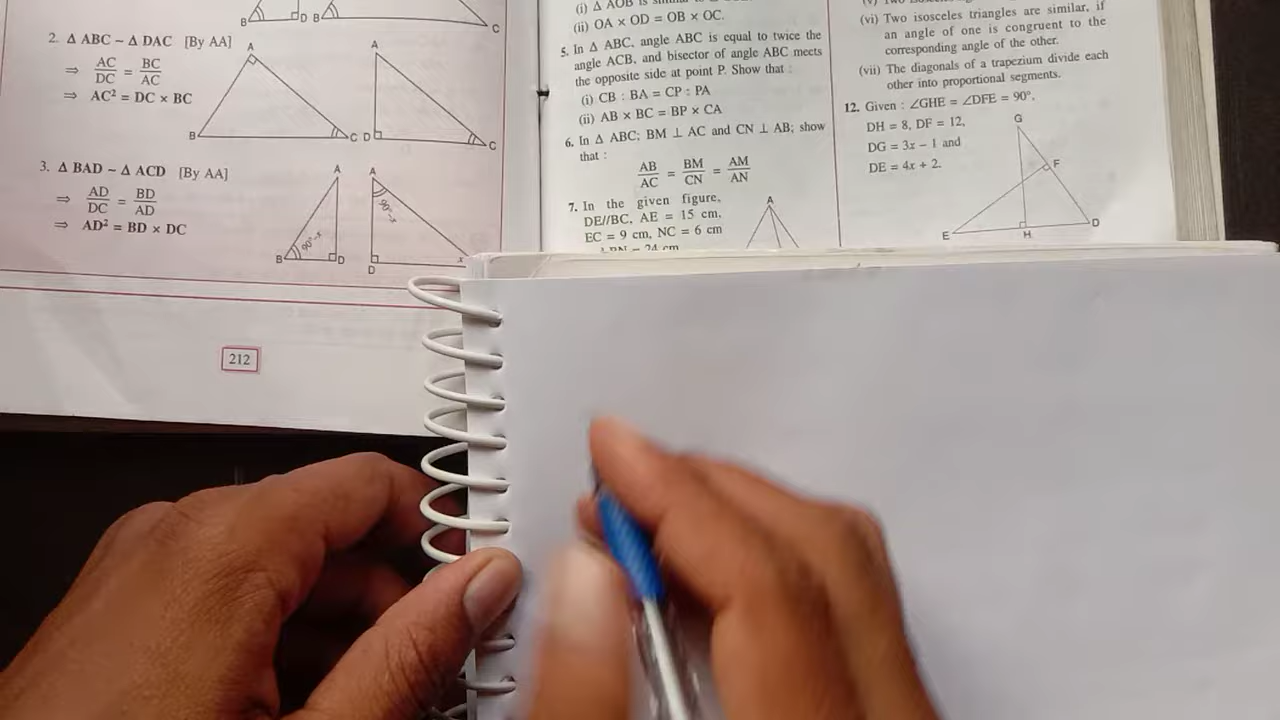 B D B C
2. Δ ABC ~ Δ DAC [By AA]
⇒ AC/DC = BC/AC
⇒ AC² = DC × BC
A B C
A D C
3. Δ BAD ~ Δ ACD [By AA]
⇒ AD/DC = BD/AD
⇒ AD² = BD × DC
A B 90°-x D
A 90°-x D x
212
(i) Δ AOB is
(ii) OA × OD = OB × OC.
5. In Δ ABC, angle ABC is equal to twice the
angle ACB, and bisector of angle ABC meets
the opposite side at point P. Show that :
(i) CB : BA = CP : PA
(ii) AB × BC = BP × CA
6. In Δ ABC; BM ⊥ AC and CN ⊥ AB; show
that :
AB/AC = BM/CN = AM/AN
7. In the given figure,
DE//BC, AE = 15 cm,
EC = 9 cm, NC = 6 cm
24 cm
A
(vi) Two isosceles triangles are similar, if
an angle of one is congruent to the
corresponding angle of the other.
(vii) The diagonals of a trapezium divide each
other into proportional segments.
12. Given : ∠GHE = ∠DFE = 90°,
DH = 8, DF = 12,
DG = 3x – 1 and
DE = 4x + 2.
G F E H D